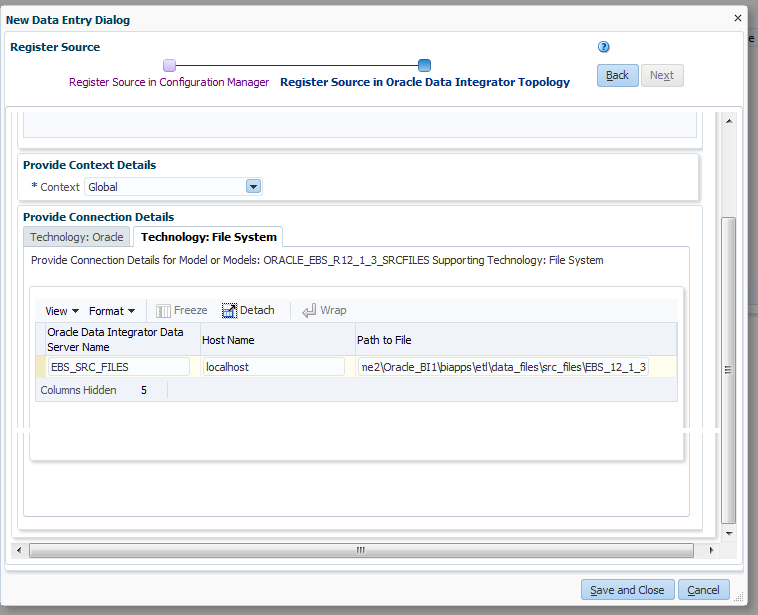 New Data Entry Dialog
Register Source
Register Source in Configuration Manager
Register Source in Oracle Data Integrator Topology
?
Back
Next
Provide Context Details
* Context Global
Provide Connection Details
Technology: Oracle
Technology: File System
Provide Connection Details for Model or Models: ORACLE_EBS_R12_1_3_SRCFILES Supporting Technology: File System
View Format Freeze Detach Wrap
Oracle Data Integrator Data
Server Name
Host Name
Path to File
EBS_SRC_FILES
localhost
me2\Oracle_BI1\biapps\etl\data_files\src_files\EBS_12_1_3
Columns Hidden 5
Save and Close
Cancel